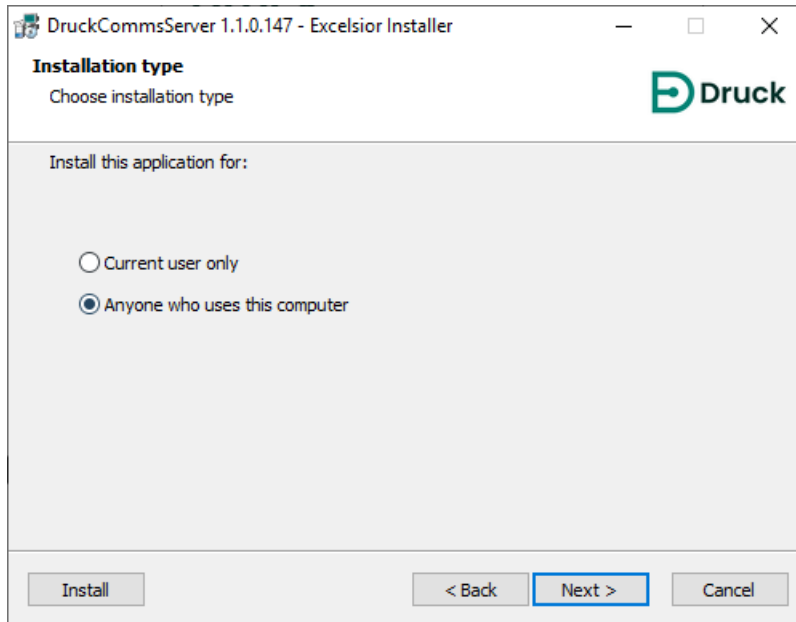 DruckCommsServer 1.1.0.147 - Excelsior Installer
Installation type
Choose installation type
Druck
Install this application for:
Current user only
Anyone who uses this computer
Install
< Back
Next >
Cancel